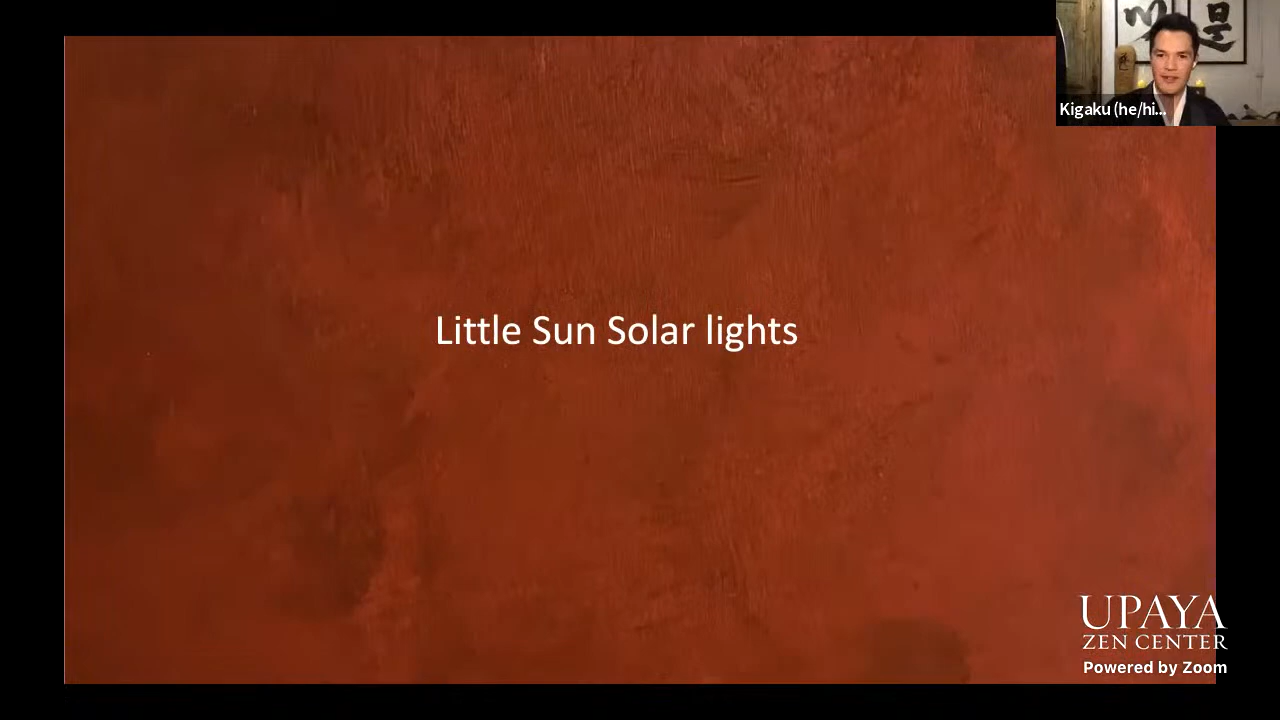 Kigaku (he/hi...
Little Sun Solar lights
UPAYA
ZEN CENTER
Powered by Zoom